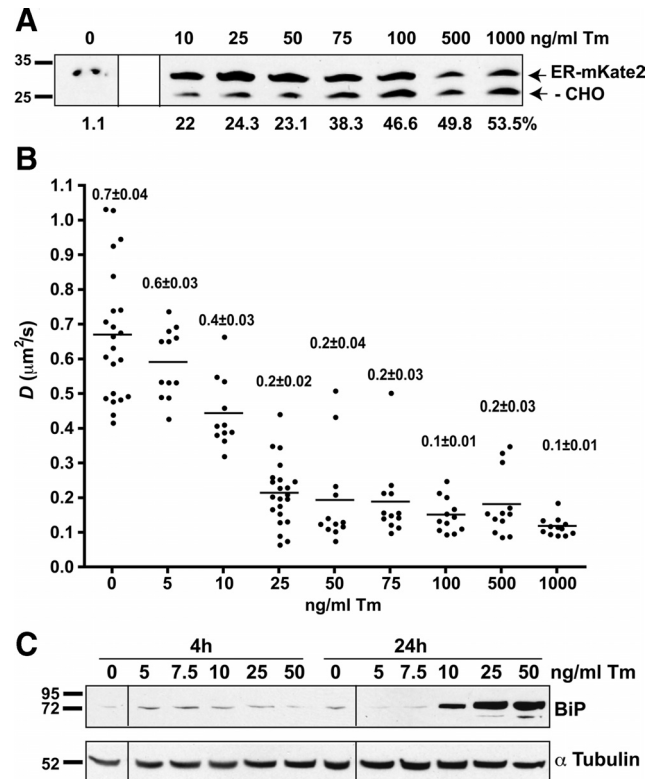 A
0 10 25 50 75 100 500 1000 ng/ml Tm
35
ER-mKate2
25
- CHO
1.1 22 24.3 23.1 38.3 46.6 49.8 53.5%
B
1.1
0.7±0.04
1.0
0.9
0.6±0.03
0.8
0.4±0.03
0.7
0.2±0.04
0.6
0.2±0.03
0.2±0.02
0.5
0.2±0.03
0.4
0.1±0.01
0.1±0.01
0.3
0.2
0.1
0.0
D (μm²/s)
0 5 10 25 50 75 100 500 1000
ng/ml Tm
C
4h 24h
0 5 7.5 10 25 50 0 5 7.5 10 25 50 ng/ml Tm
95
72
BiP
52
α Tubulin